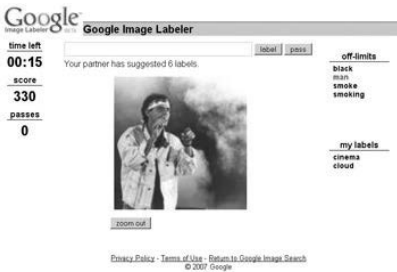 Google
Image Labeler BETA
Google Image Labeler
time left
00:15
score
330
passes
0
label pass
Your partner has suggested 6 labels.
zoom out
off-limits
black
man
smoke
smoking
my labels
cinema
cloud
Privacy Policy - Terms of Use - Return to Google Image Search
© 2007 Google